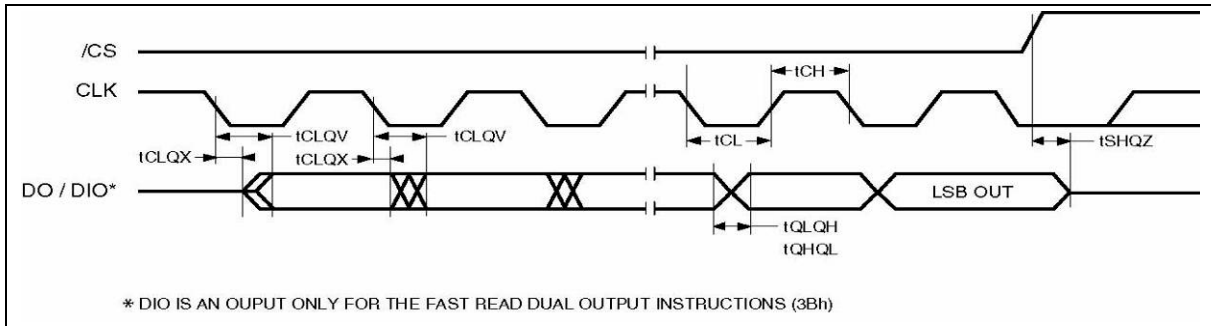 /CS
tCH
CLK
tCLQV
tCLQV
tCL
tSHQZ
tCLQX
tCLQX
DO / DIO*
LSB OUT
tQLQH
tQHQL
* DIO IS AN OUPUT ONLY FOR THE FAST READ DUAL OUTPUT INSTRUCTIONS (3Bh)